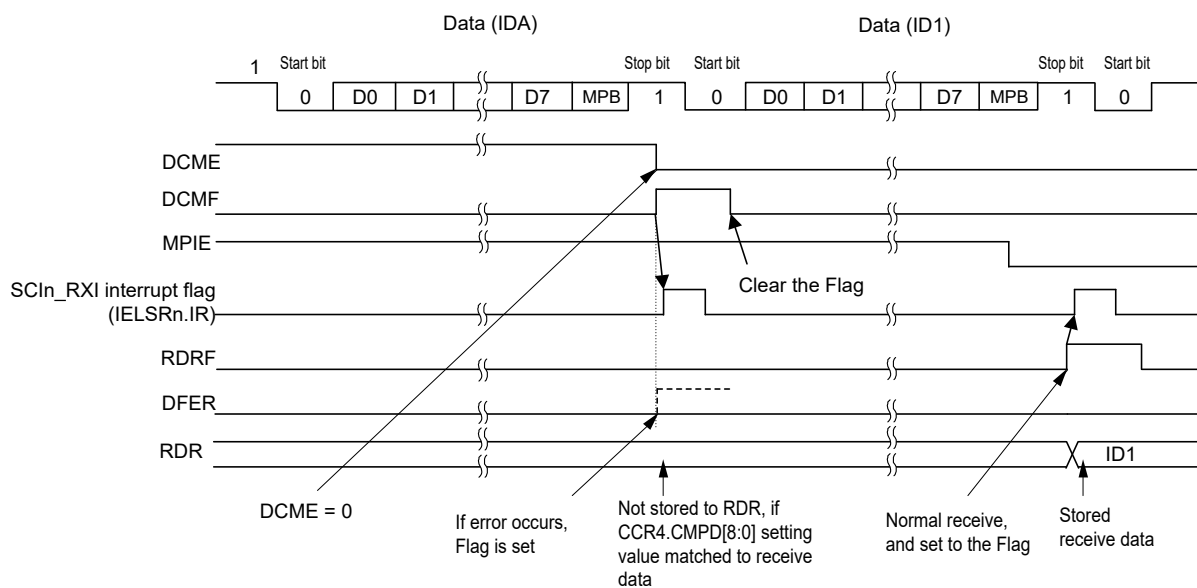 Data (IDA)
Data (ID1)
1
Start bit
Stop bit
Start bit
Stop bit
Start bit
0
D0
D1
D7
MPB
1
0
D0
D1
D7
MPB
1
0
DCME
DCMF
MPIE
Clear the Flag
SCIn_RXI interrupt flag
(IELSRn.IR)
RDRF
DFER
RDR
ID1
DCME = 0
If error occurs,
Flag is set
Not stored to RDR, if
CCR4.CMPD[8:0] setting
value matched to receive
data
Normal receive,
and set to the Flag
Stored
receive data